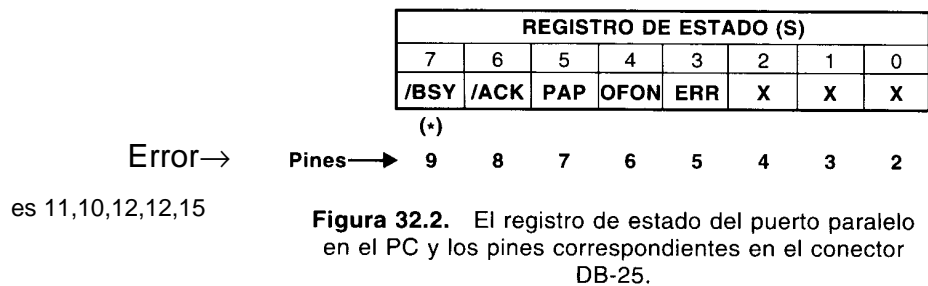 REGISTRO DE ESTADO (S)
7 6 5 4 3 2 1 0
/BSY /ACK PAP OFON ERR X X X
(*)
Error→ Pines→ 9 8 7 6 5 4 3 2
es 11,10,12,12,15
Figura 32.2. El registro de estado del puerto paralelo
en el PC y los pines correspondientes en el conector
DB-25.